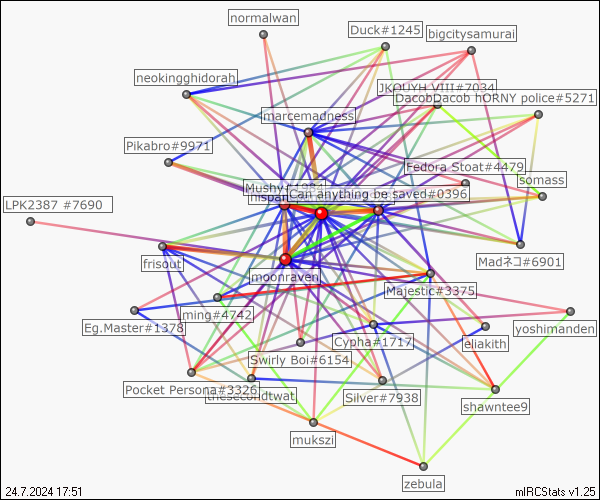 normalwan
Duck#1245
bigcitysamurai
neokingghidorah
JKOUYH VIII#7034
DacobDacob hORNY police#5271
marcemadness
Pikabro#9971
Fedora Stoat#4479
somass
Can anything be saved#0396
LPK2387 #7690
frisout
Madネコ#6901
moonraven
Majestic#3375
ming#4742
Eg.Master#1378
yoshimanden
Cypha#1717
eliakith
Swirly Boi#6154
Pocket Persona#3326
thesecondtwat
Silver#7938
shawntee9
mukszi
zebula
24.7.2024 17:51
mIRCStats v1.25